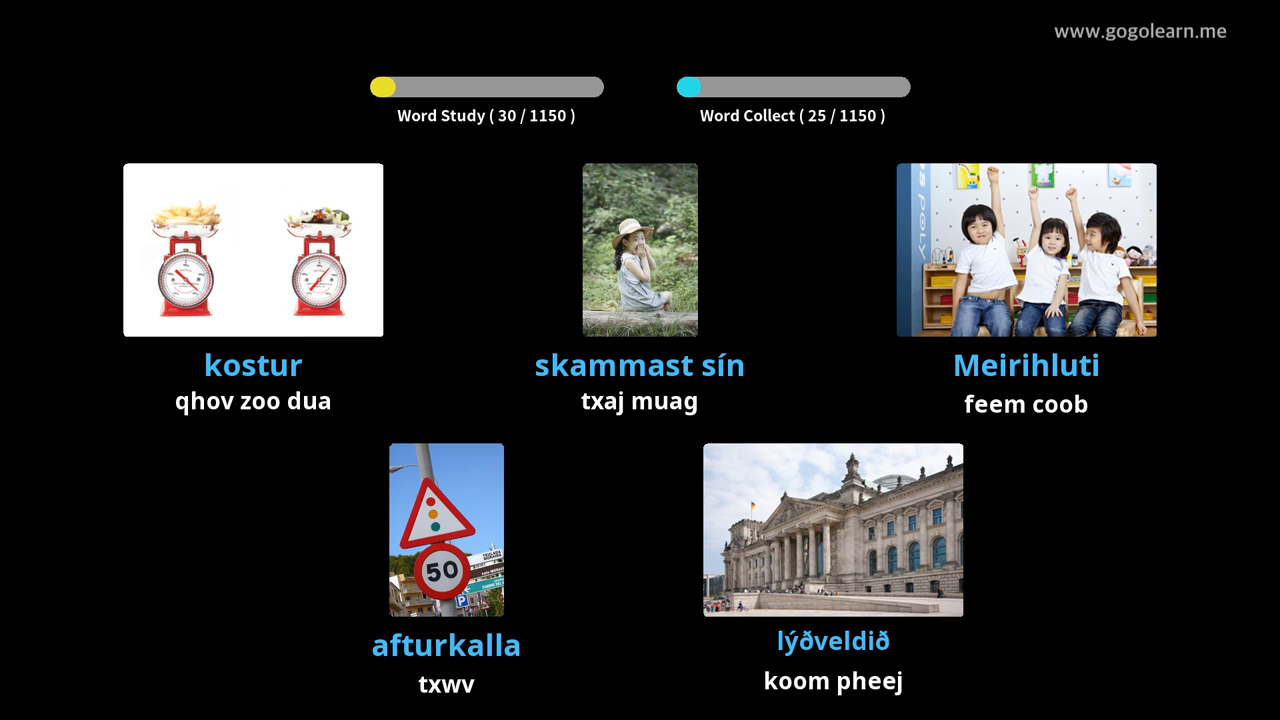 www.gogolearn.me
Word Study ( 30 / 1150 )
Word Collect ( 25 / 1150 )
kostur
qhov zoo dua
skammast sín
txaj muag
Meirihluti
feem coob
50
P
afturkalla
txwv
lýðveldið
koom pheej